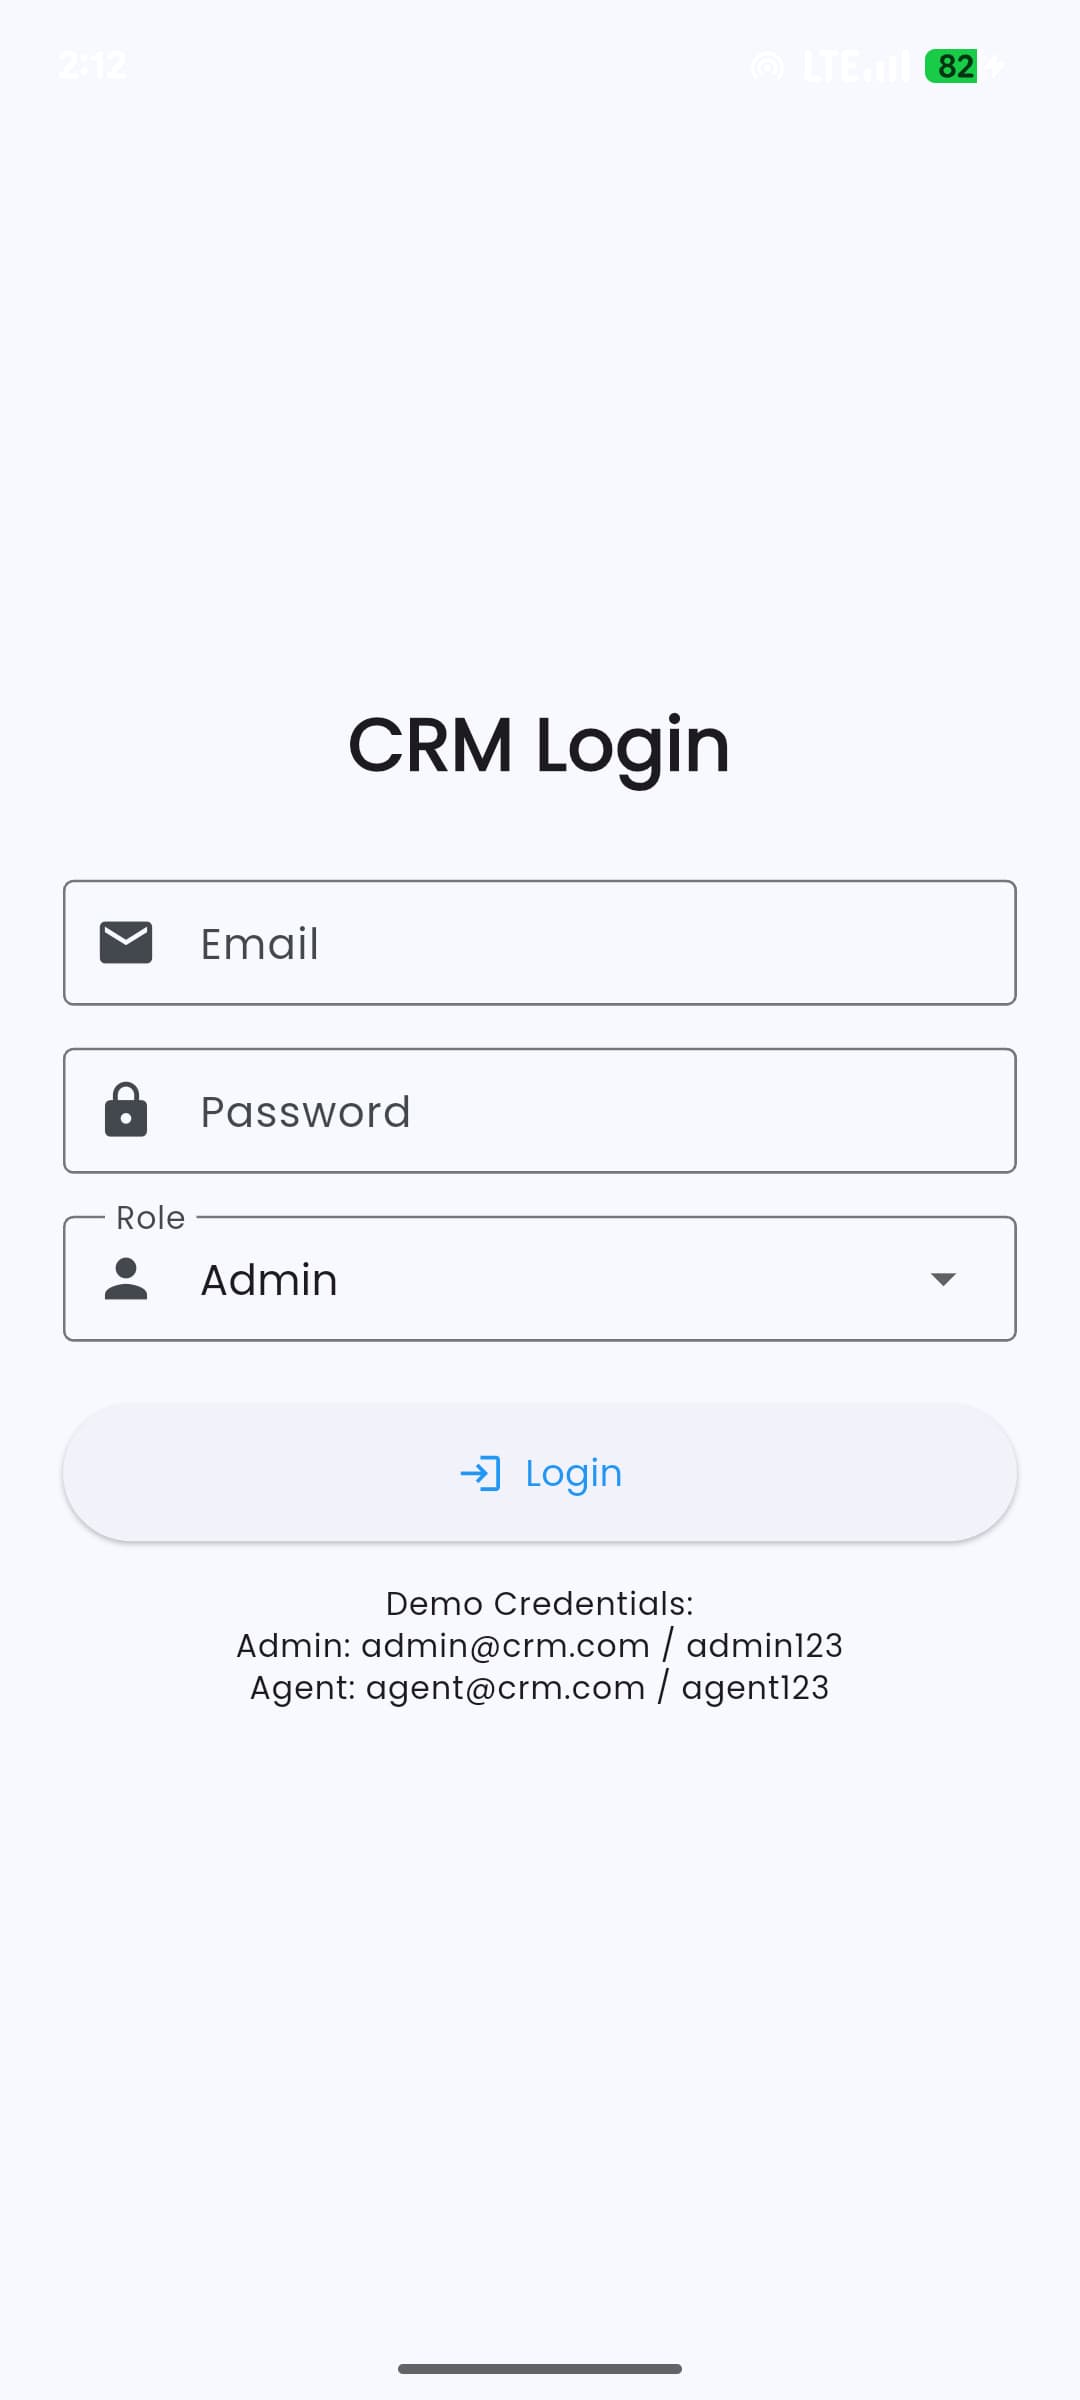 2:12
LTE 82
CRM Login
Email
Password
Role
Admin
Login
Demo Credentials:
Admin: admin@crm.com / admin123
Agent: agent@crm.com / agent123